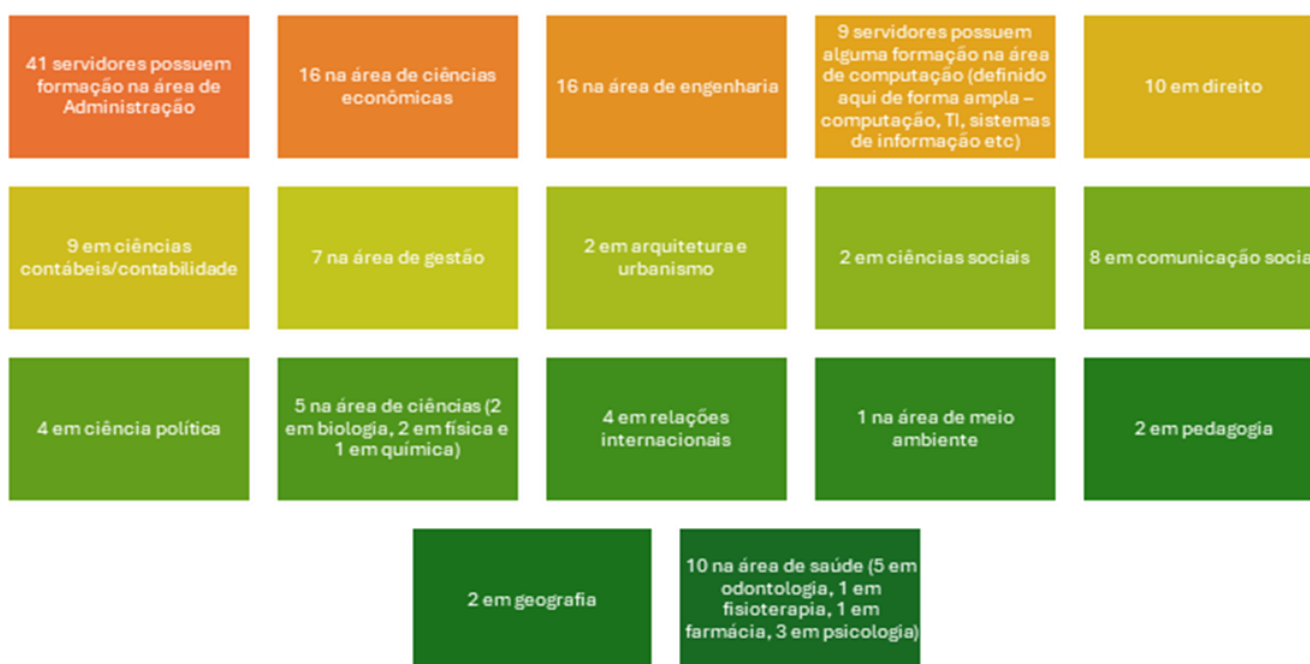 41 servidores possuem
formação na área de
Administração
16 na área de ciências
econômicas
16 na área de engenharia
9 servidores possuem
alguma formação na área
de computação (definido
aqui de forma ampla –
computação, TI, sistemas
de informação etc)
10 em direito
9 em ciências
contábeis/contabilidade
7 na área de gestão
2 em arquitetura e
urbanismo
2 em ciências sociais
8 em comunicação socia
4 em ciência política
5 na área de ciências (2
em biologia, 2 em física e
1 em química)
4 em relações
internacionais
1 na área de meio
ambiente
2 em pedagogia
2 em geografia
10 na área de saúde (5 em
odontologia, 1 em
fisioterapia, 1 em
farmácia, 3 em psicologia)